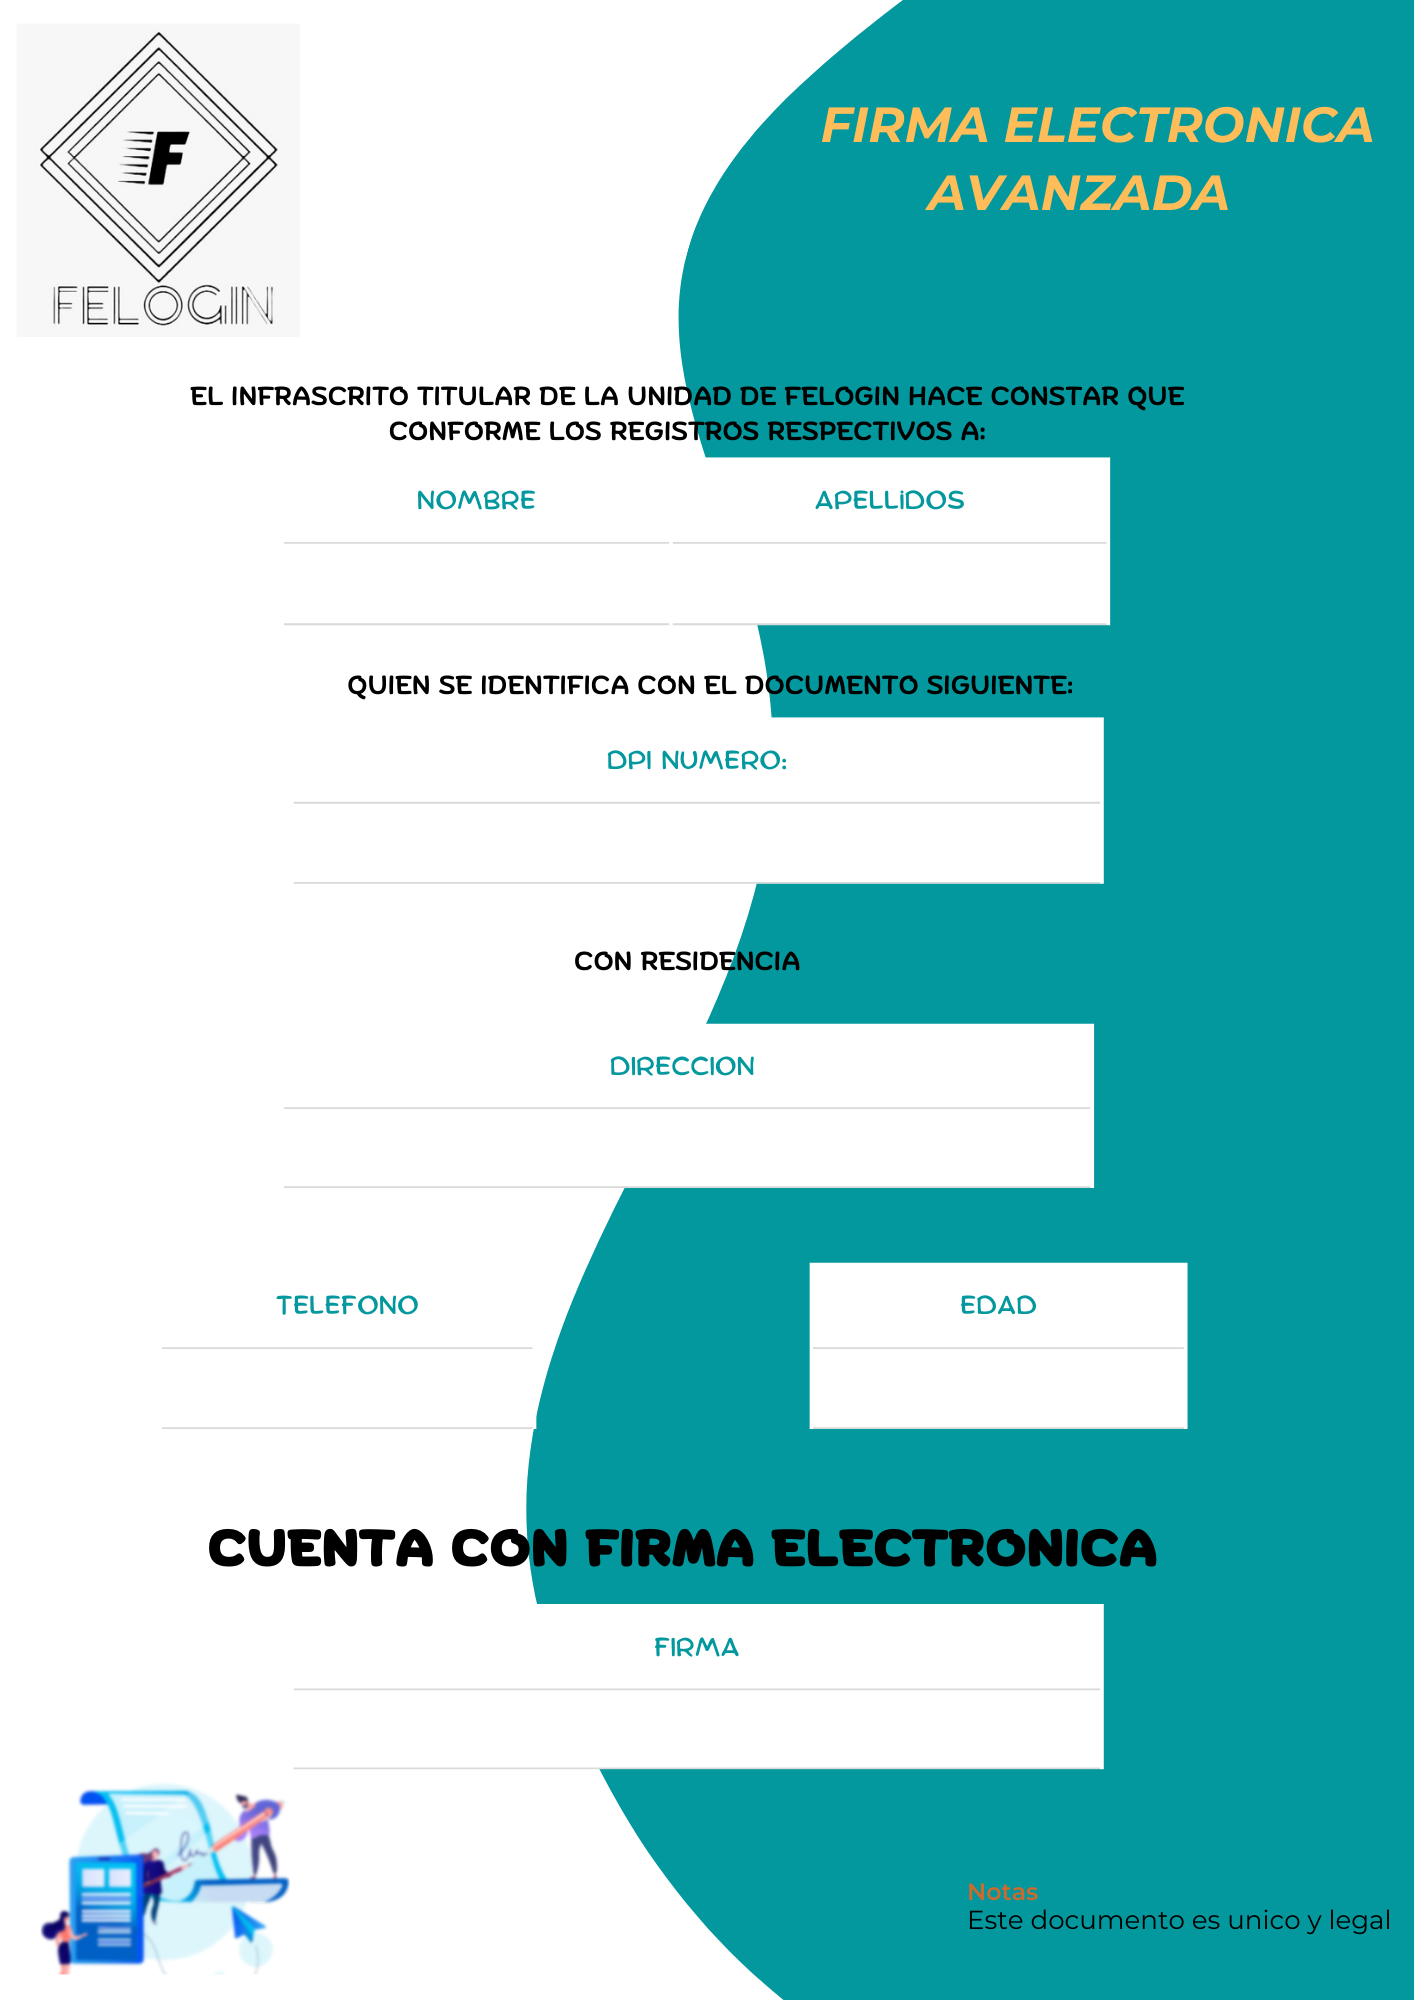 F
FELOGIN
FIRMA ELECTRONICA
AVANZADA
EL INFRASCRITO TITULAR DE LA UNIDAD DE FELOGIN HACE CONSTAR QUE
CONFORME LOS REGISTROS RESPECTIVOS A:
NOMBRE APELLiDOS
QUIEN SE IDENTIFICA CON EL DOCUMENTO SIGUIENTE:
DPI NUMERO:
CON RESIDENCIA
DIRECCION
TELEFONO EDAD
CUENTA CON FIRMA ELECTRONICA
FIRMA
Notas
Este documento es unico y legal